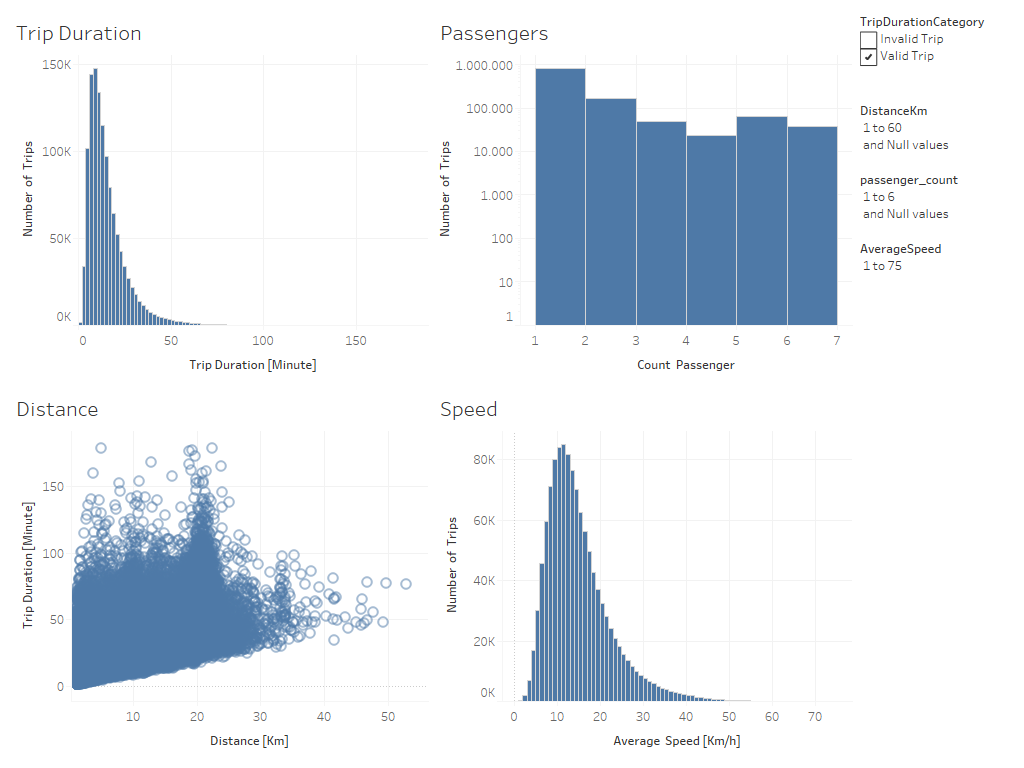 Trip Duration
150K
100K
50K
0K
Number of Trips
0
50
100
150
Trip Duration [Minute]
Passengers
1.000.000
100.000
10.000
1.000
100
10
1
Number of Trips
1
2
3
4
5
6
7
Count Passenger
TripDurationCategory
Invalid Trip
Valid Trip
DistanceKm
1 to 60
and Null values
passenger_count
1 to 6
and Null values
AverageSpeed
1 to 75
Distance
150
100
50
0
Trip Duration [Minute]
10
20
30
40
50
Distance [Km]
Speed
80K
60K
40K
20K
0K
Number of Trips
0
10
20
30
40
50
60
70
Average Speed [Km/h]